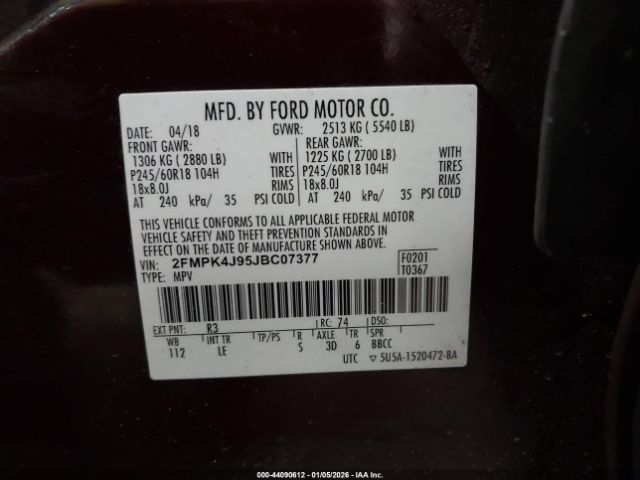 MFD. BY FORD MOTOR CO.
DATE: 04/18 GVWR: 2513 KG ( 5540 LB)
FRONT GAWR: REAR GAWR:
1306 KG ( 2880 LB) WITH 1225 KG ( 2700 LB) WITH
P245/60R18 104H TIRES P245/60R18 104H TIRES
18x8.0J RIMS 18x8.0J RIMS
AT 240 kPa/ 35 PSI COLD AT 240 kPa/ 35 PSI COLD
THIS VEHICLE CONFORMS TO ALL APPLICABLE FEDERAL MOTOR
VEHICLE SAFETY AND THEFT PREVENTION STANDARDS IN
EFFECT ON THE DATE OF MANUFACTURE SHOWN ABOVE.
VIN: 2FMPK4J95JBC07377 F0201
TYPE: MPV T0367
EXT PNT: R3 RC: 74 DSO:
WB INT TR TP/PS R AXLE TR SPR
112 LE S 3D 6 BBCC
UTC 5U5A-1520472-BA
000-44090612 - 01/05/2026 - IAAI.COM